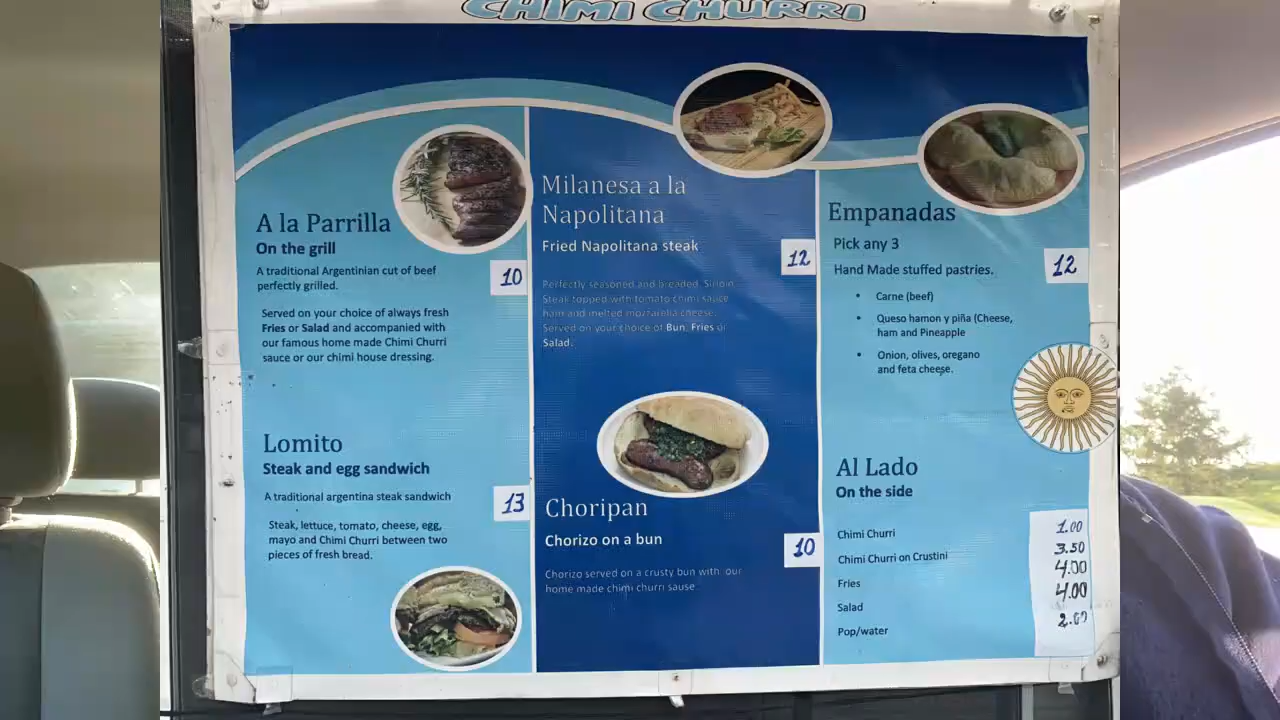 CHIMI CHURRI
A la Parrilla
On the grill
A traditional Argentinian cut of beef
perfectly grilled.
10
Served on your choice of always fresh
Fries or Salad and accompanied with
our famous home made Chimi Churri
sauce or our chimi house dressing.
Lomito
Steak and egg sandwich
A traditional argentina steak sandwich
13
Steak, lettuce, tomato, cheese, egg,
mayo and Chimi Churri between two
pieces of fresh bread.
Milanesa a la
Napolitana
Fried Napolitana steak
12
Perfectly seasoned and breaded, Sirloin
Steak topped with tomato chimi sauce
ham and melted mozzarella cheese.
Served on your choice of Bun, Fries or
Salad.
Choripan
Chorizo on a bun
10
Chorizo served on a crusty bun with our
home made chimi churri sause
Empanadas
Pick any 3
12
Hand Made stuffed pastries.
• Carne (beef)
• Queso hamon y piña (Cheese,
ham and Pineapple
• Onion, olives, oregano
and feta cheese.
Al Lado
On the side
Chimi Churri 1.00
Chimi Churri on Crustini 3.50
Fries 4.00
Salad 4.00
Pop/water 2.00